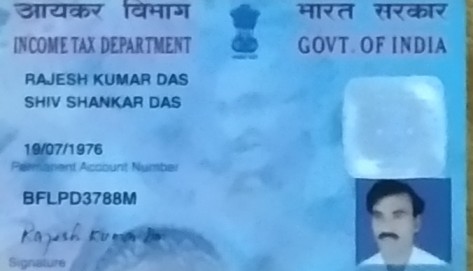 आयकर विभाग भारत सरकार
INCOME TAX DEPARTMENT GOVT. OF INDIA
RAJESH KUMAR DAS
SHIV SHANKAR DAS
19/07/1976
Permanent Account Number
BFLPD3788M
Rajesh Kumar Das
Signature